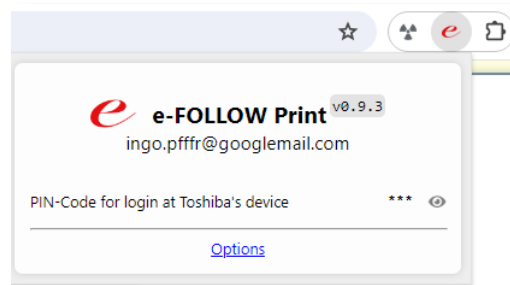 e e-FOLLOW Print v0.9.3
ingo.pfffr@googlemail.com
PIN-Code for login at Toshiba's device ***
Options